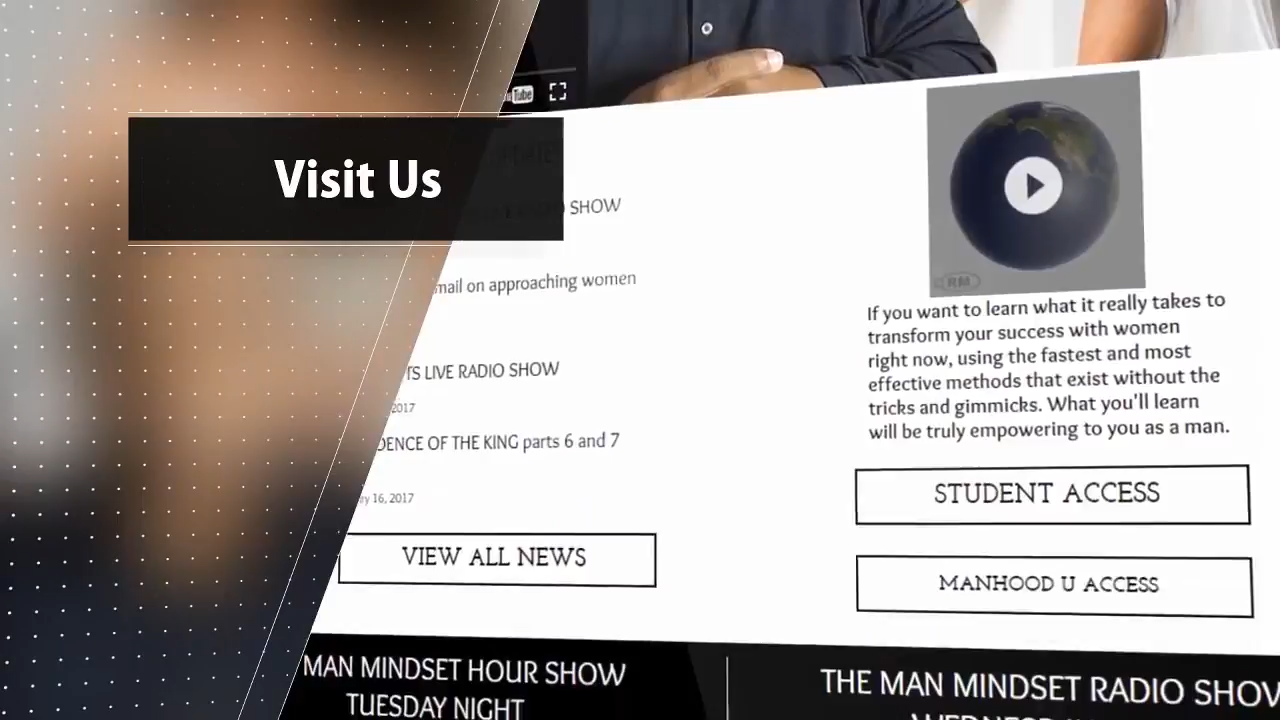 Tube
Visit Us
SHOW
mail on approaching women
TS LIVE RADIO SHOW
2017
DENCE OF THE KING parts 6 and 7
16, 2017
VIEW ALL NEWS
RM
If you want to learn what it really takes to
transform your success with women
right now, using the fastest and most
effective methods that exist without the
tricks and gimmicks. What you'll learn
will be truly empowering to you as a man.
STUDENT ACCESS
MANHOOD U ACCESS
MAN MINDSET HOUR SHOW
TUESDAY NIGHT
THE MAN MINDSET RADIO SHOW